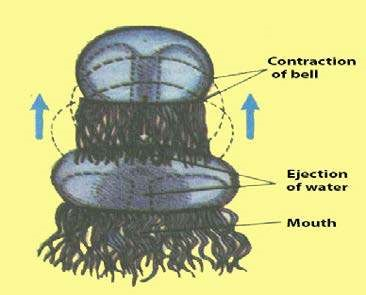 Contraction
of bell
Ejection
of water
Mouth